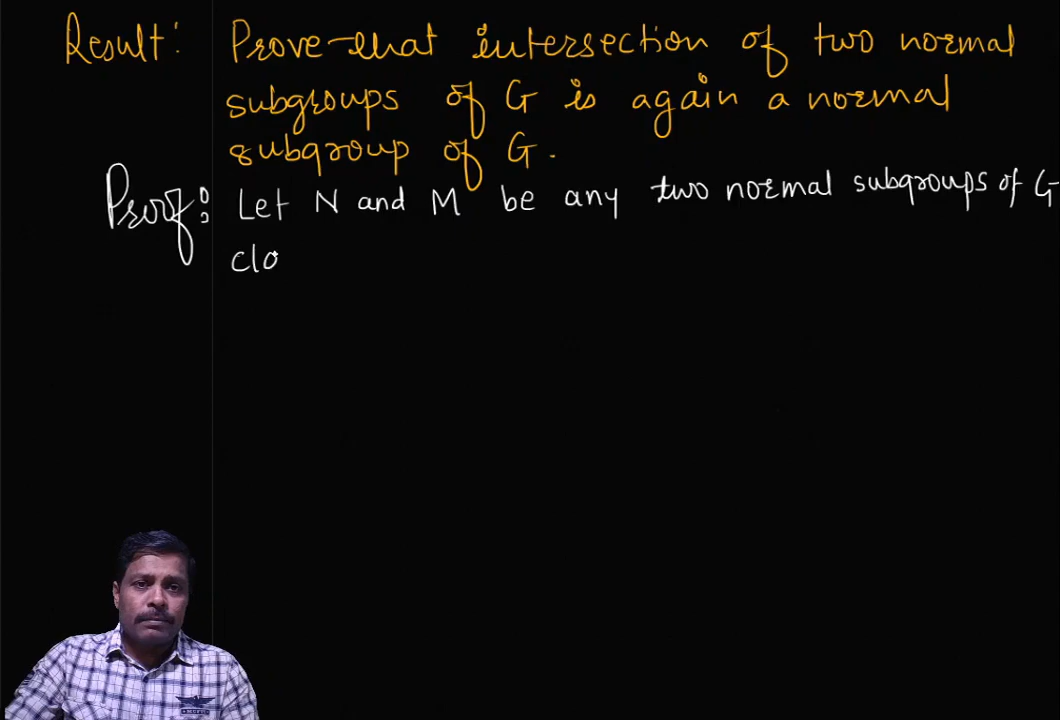 Result: Prove that intersection of two normal
subgroups of G is again a normal
subgroup of G.
Proof: Let N and M be any two normal subgroups of G
clo